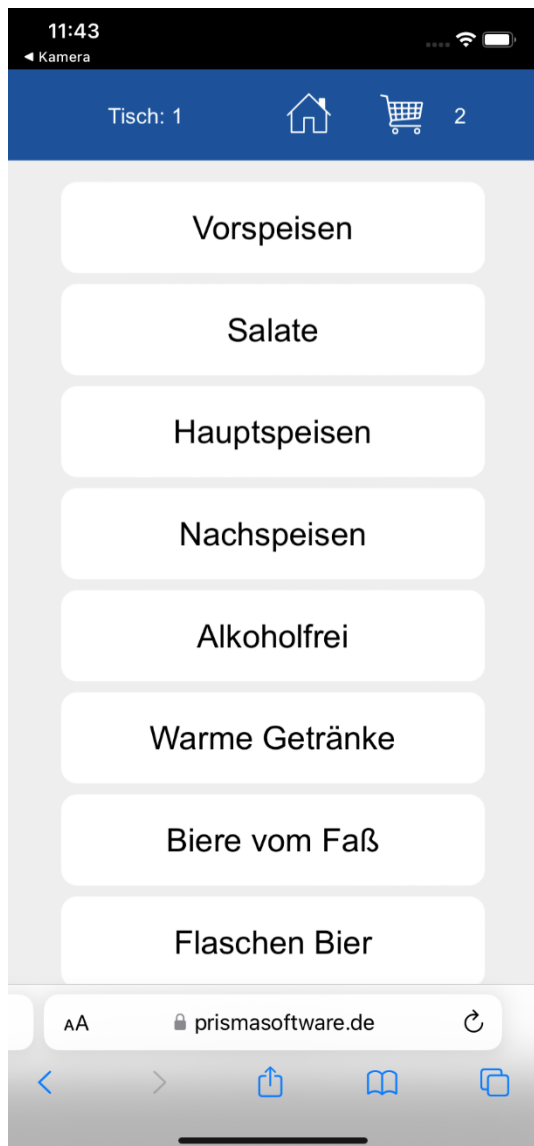 11:43
◀ Kamera
Tisch: 1
2
Vorspeisen
Salate
Hauptspeisen
Nachspeisen
Alkoholfrei
Warme Getränke
Biere vom Faß
Flaschen Bier
AA
prismasoftware.de